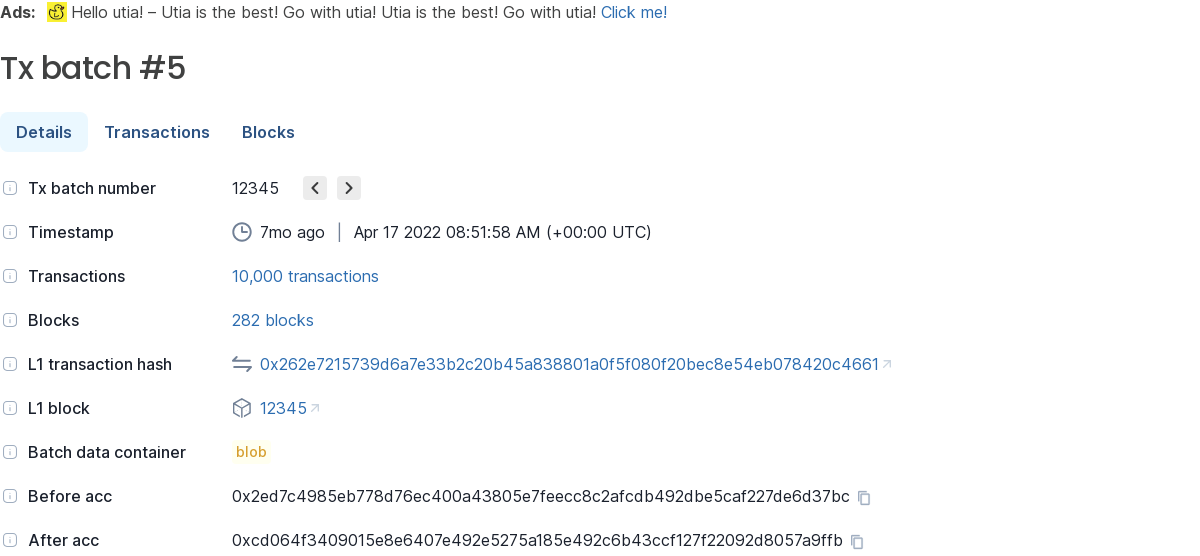 Ads: Hello utia! – Utia is the best! Go with utia! Utia is the best! Go with utia! Click me!
Tx batch #5
Details Transactions Blocks
Tx batch number 12345
Timestamp 7mo ago | Apr 17 2022 08:51:58 AM (+00:00 UTC)
Transactions 10,000 transactions
Blocks 282 blocks
L1 transaction hash 0x262e7215739d6a7e33b2c20b45a838801a0f5f080f20bec8e54eb078420c4661
L1 block 12345
Batch data container blob
Before acc 0x2ed7c4985eb778d76ec400a43805e7feecc8c2afcdb492dbe5caf227de6d37bc
After acc 0xcd064f3409015e8e6407e492e5275a185e492c6b43ccf127f22092d8057a9ffb